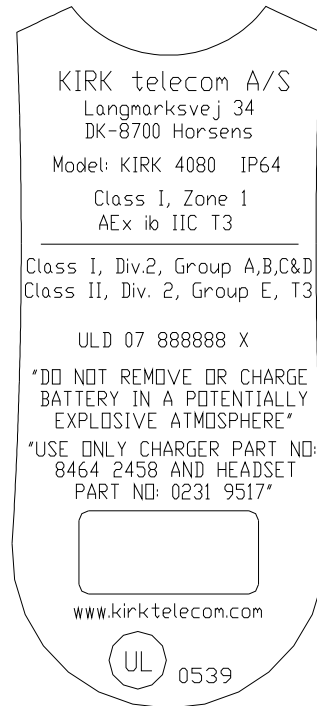 KIRK telecom A/S
Langmarksvej 34
DK-8700 Horsens
Model: KIRK 4080 IP64
Class I, Zone 1
AEx ib IIC T3
Class I, Div.2, Group A,B,C&D
Class II, Div. 2, Group E, T3
ULD 07 888888 X
"DO NOT REMOVE OR CHARGE
BATTERY IN A POTENTIALLY
EXPLOSIVE ATMOSPHERE"
"USE ONLY CHARGER PART NO:
8464 2458 AND HEADSET
PART NO: 0231 9517"
www.kirktelecom.com
UL 0539